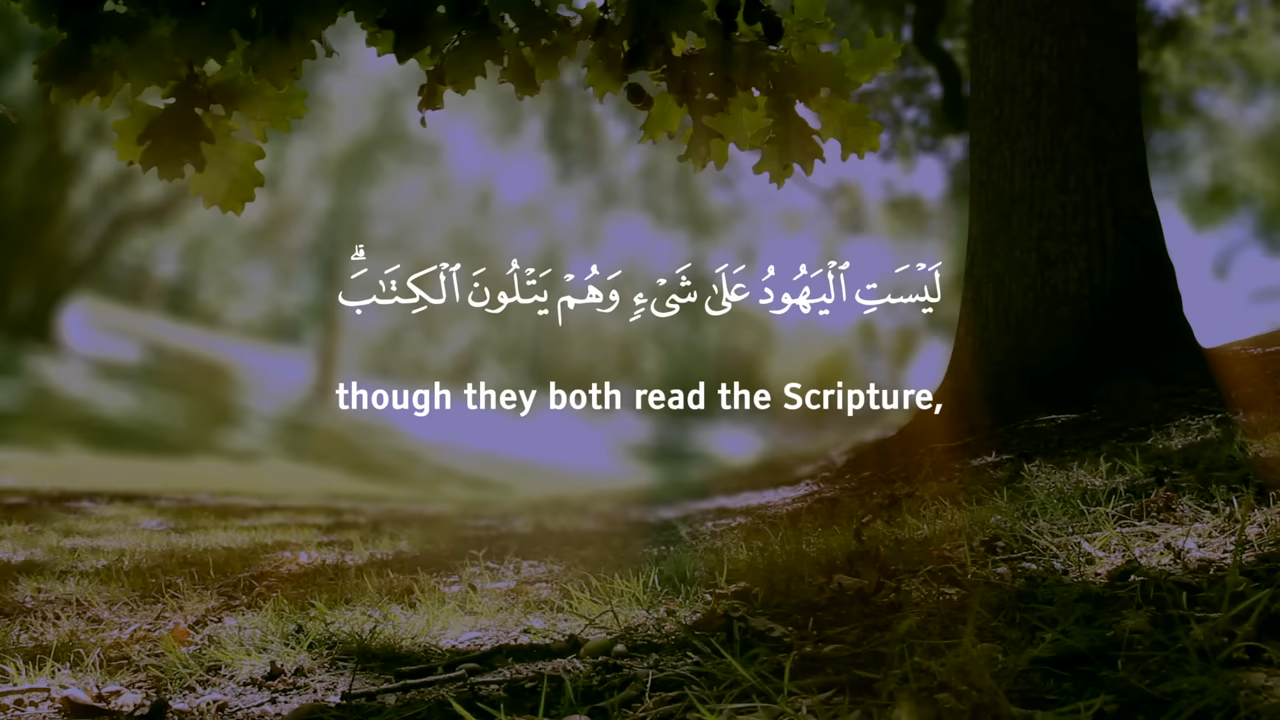 لَيْسَتِ ٱلْيَهُودُ عَلَىٰ شَىْءٍ وَهُمْ يَتْلُونَ ٱلْكِتَـٰبَ ۗ
though they both read the Scripture,